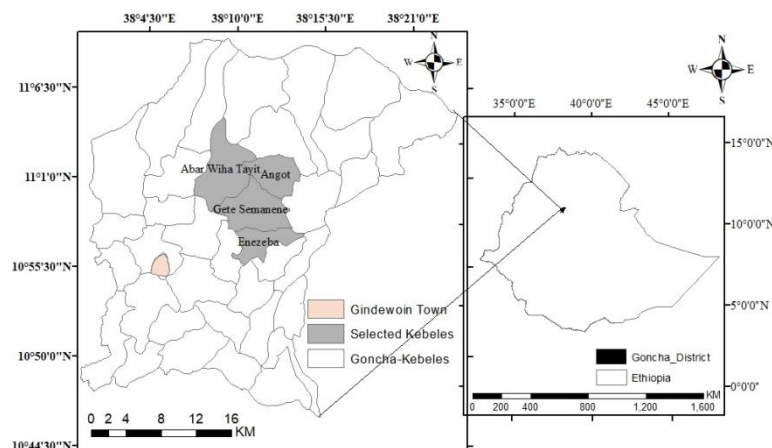 38°4'30"E 38°10'0"E 38°15'30"E 38°21'0"E
N
W E
S
11°6'30"N
11°1'0"N
10°55'30"N
10°50'0"N
10°44'30"N
Abar Wiha Tayit
Angot
Gete Semanene
Enezeba
Gindewoin Town
Selected Kebeles
Goncha-Kebeles
0 2 4 8 12 16
KM
N
W E
S
35°0'0"E 40°0'0"E 45°0'0"E
15°0'0"N
10°0'0"N
5°0'0"N
0°0'0"
Goncha_District
Ethiopia
KM
0 200 400 800 1,200 1,600